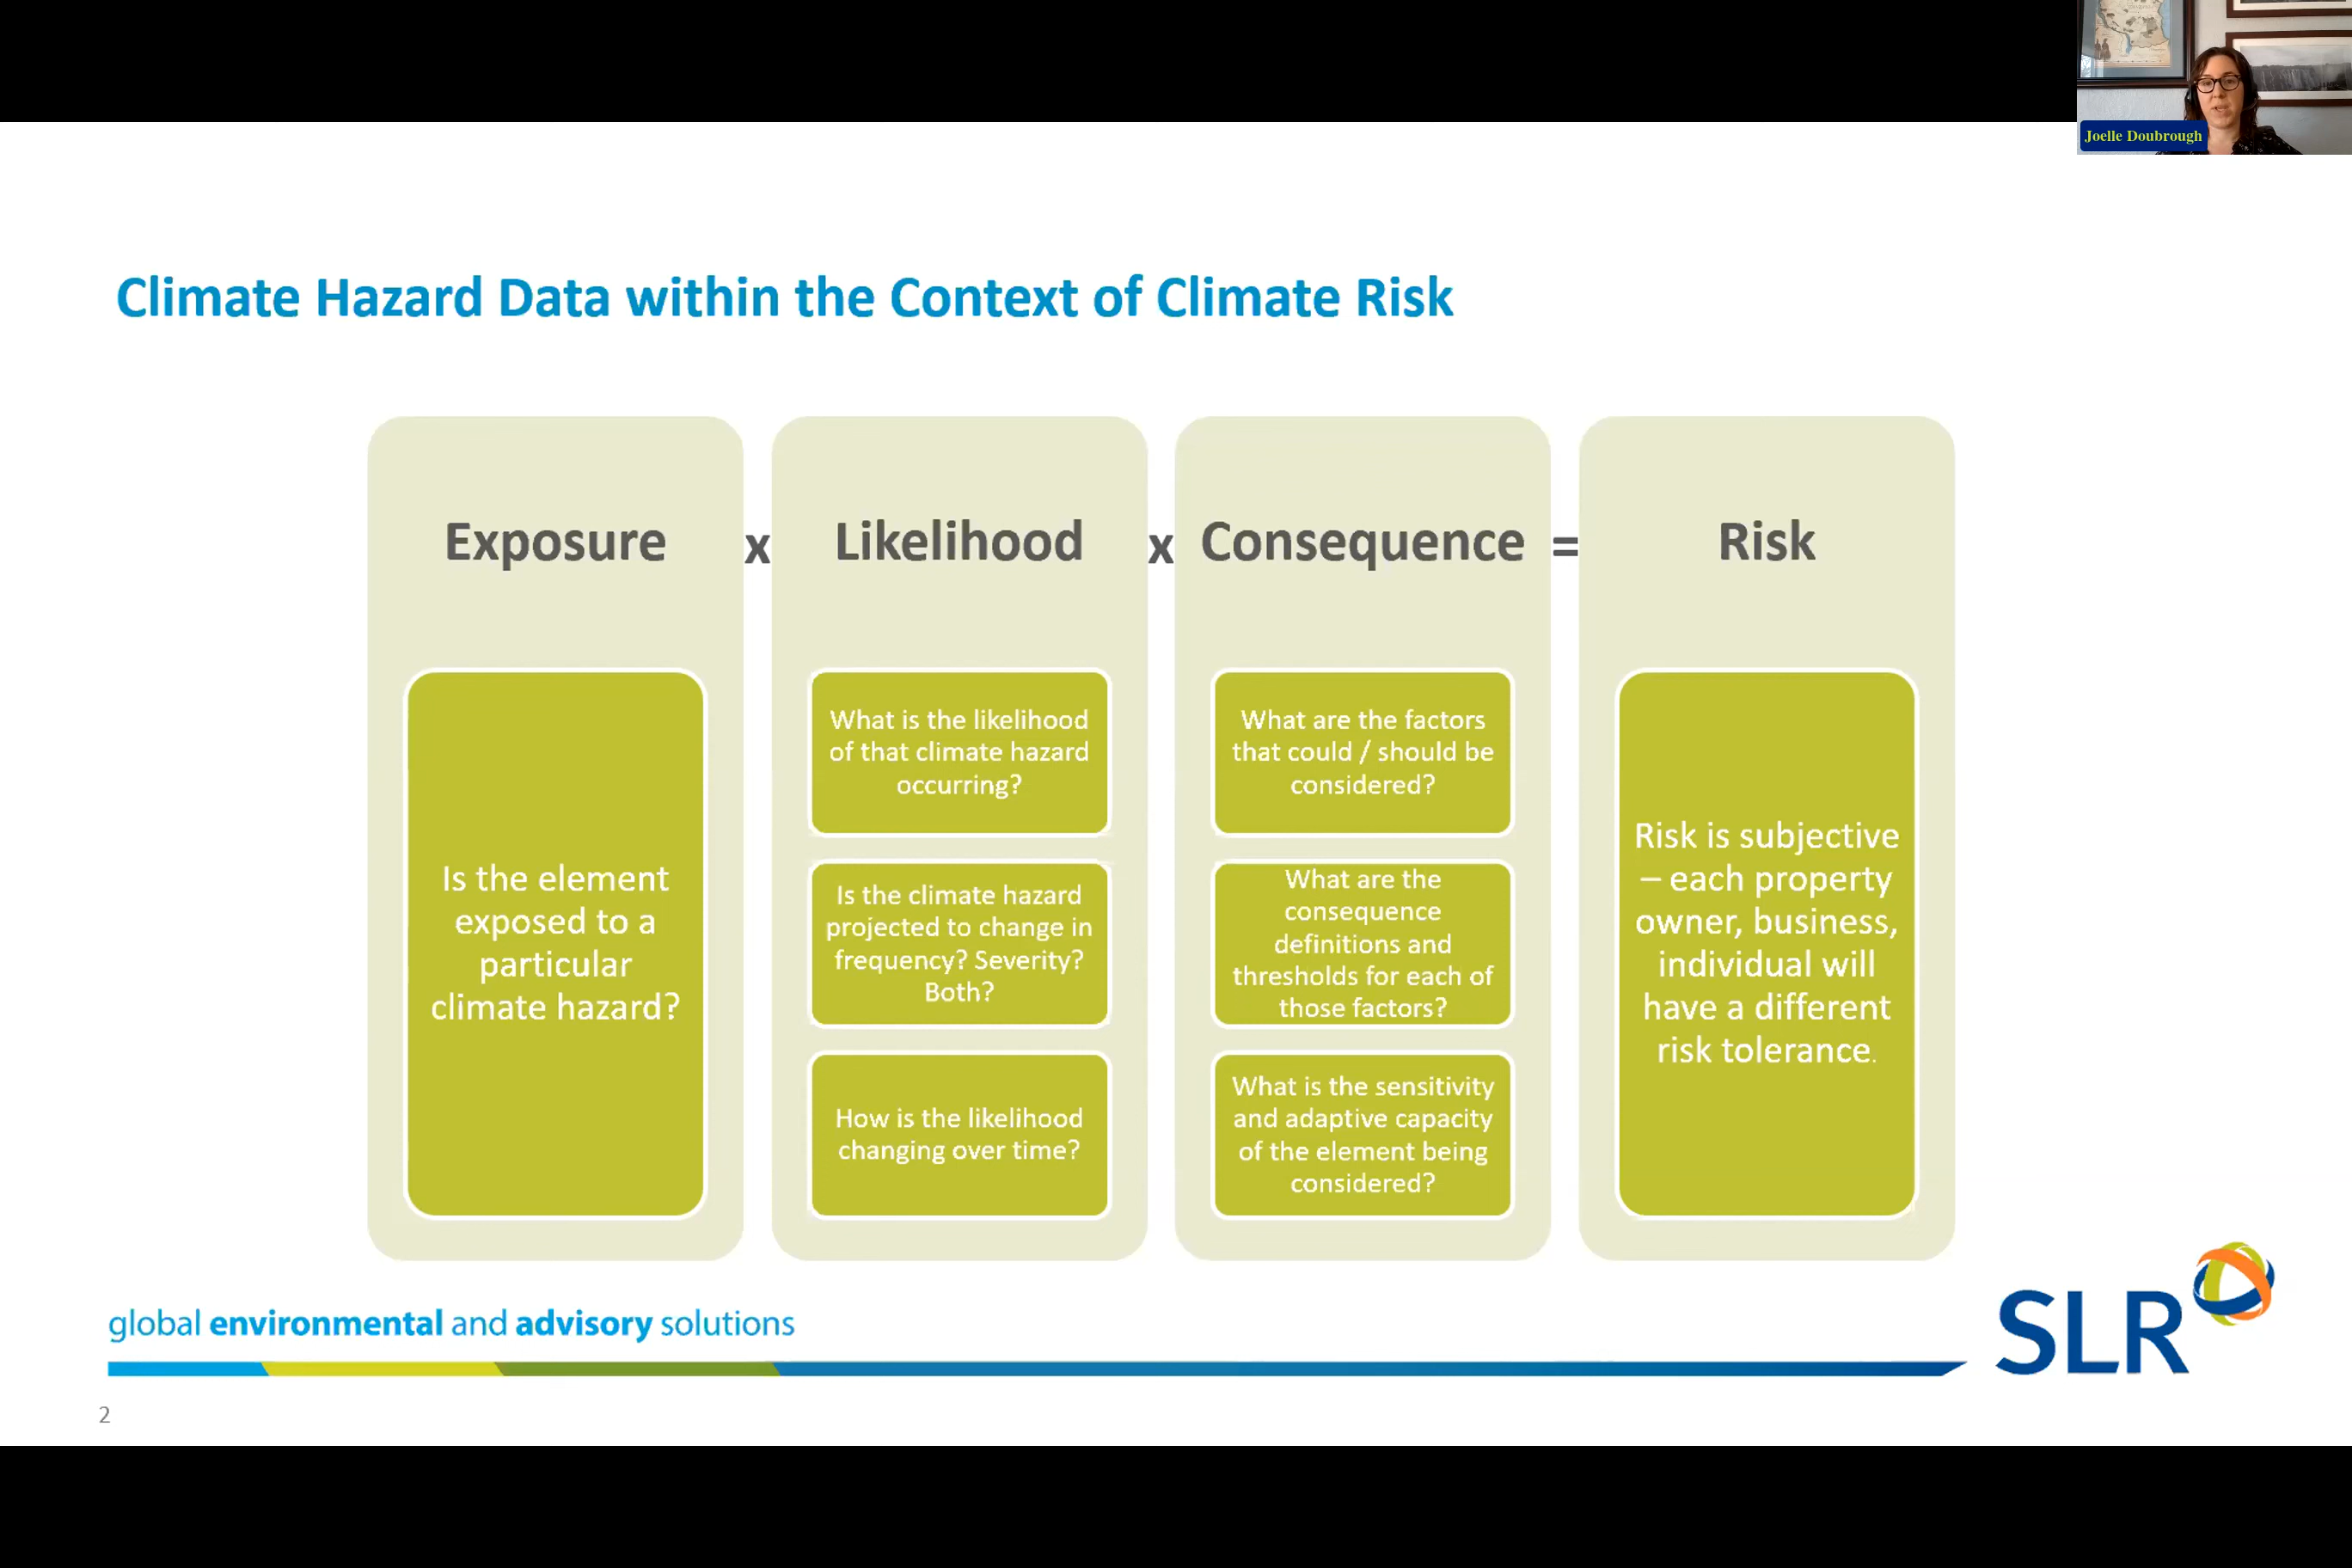 Joelle Doubrough
Climate Hazard Data within the Context of Climate Risk
Exposure x Likelihood x Consequence = Risk
Is the element
exposed to a
particular
climate hazard?
What is the likelihood
of that climate hazard
occurring?
Is the climate hazard
projected to change in
frequency? Severity?
Both?
How is the likelihood
changing over time?
What are the factors
that could / should be
considered?
What are the
consequence
definitions and
thresholds for each of
those factors?
What is the sensitivity
and adaptive capacity
of the element being
considered?
Risk is subjective
– each property
owner, business,
individual will
have a different
risk tolerance.
global environmental and advisory solutions
SLR
2